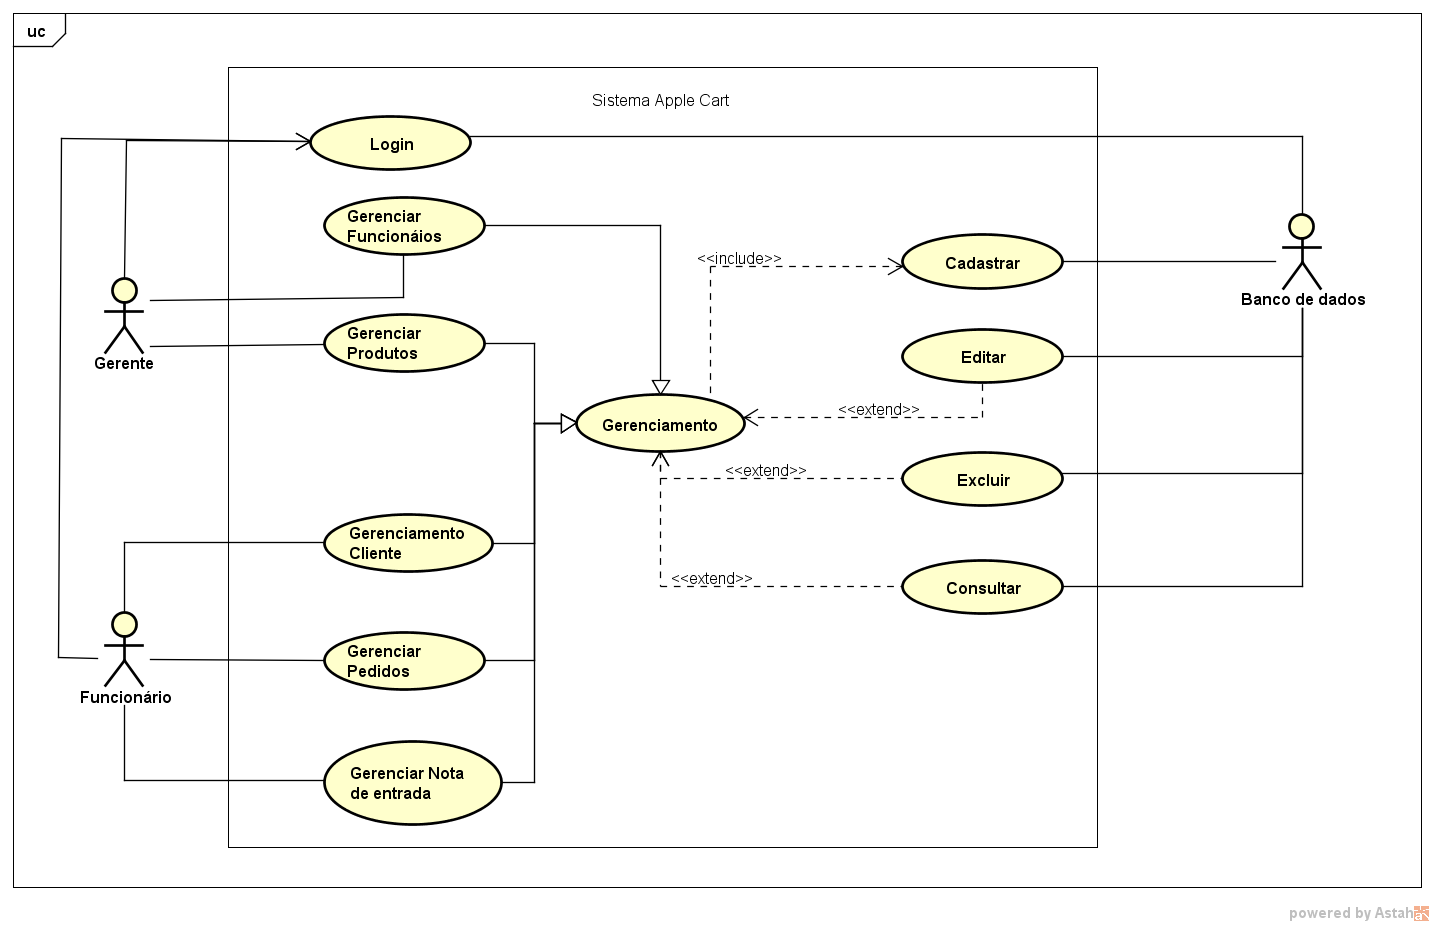 uc
Sistema Apple Cart
Login
Gerenciar
Funcionáios
Gerenciar
Produtos
Gerenciamento
Cliente
Gerenciar
Pedidos
Gerenciar Nota
de entrada
Gerenciamento
<<include>>
<<extend>>
<<extend>>
<<extend>>
Cadastrar
Editar
Excluir
Consultar
Gerente
Funcionário
Banco de dados
powered by Astah